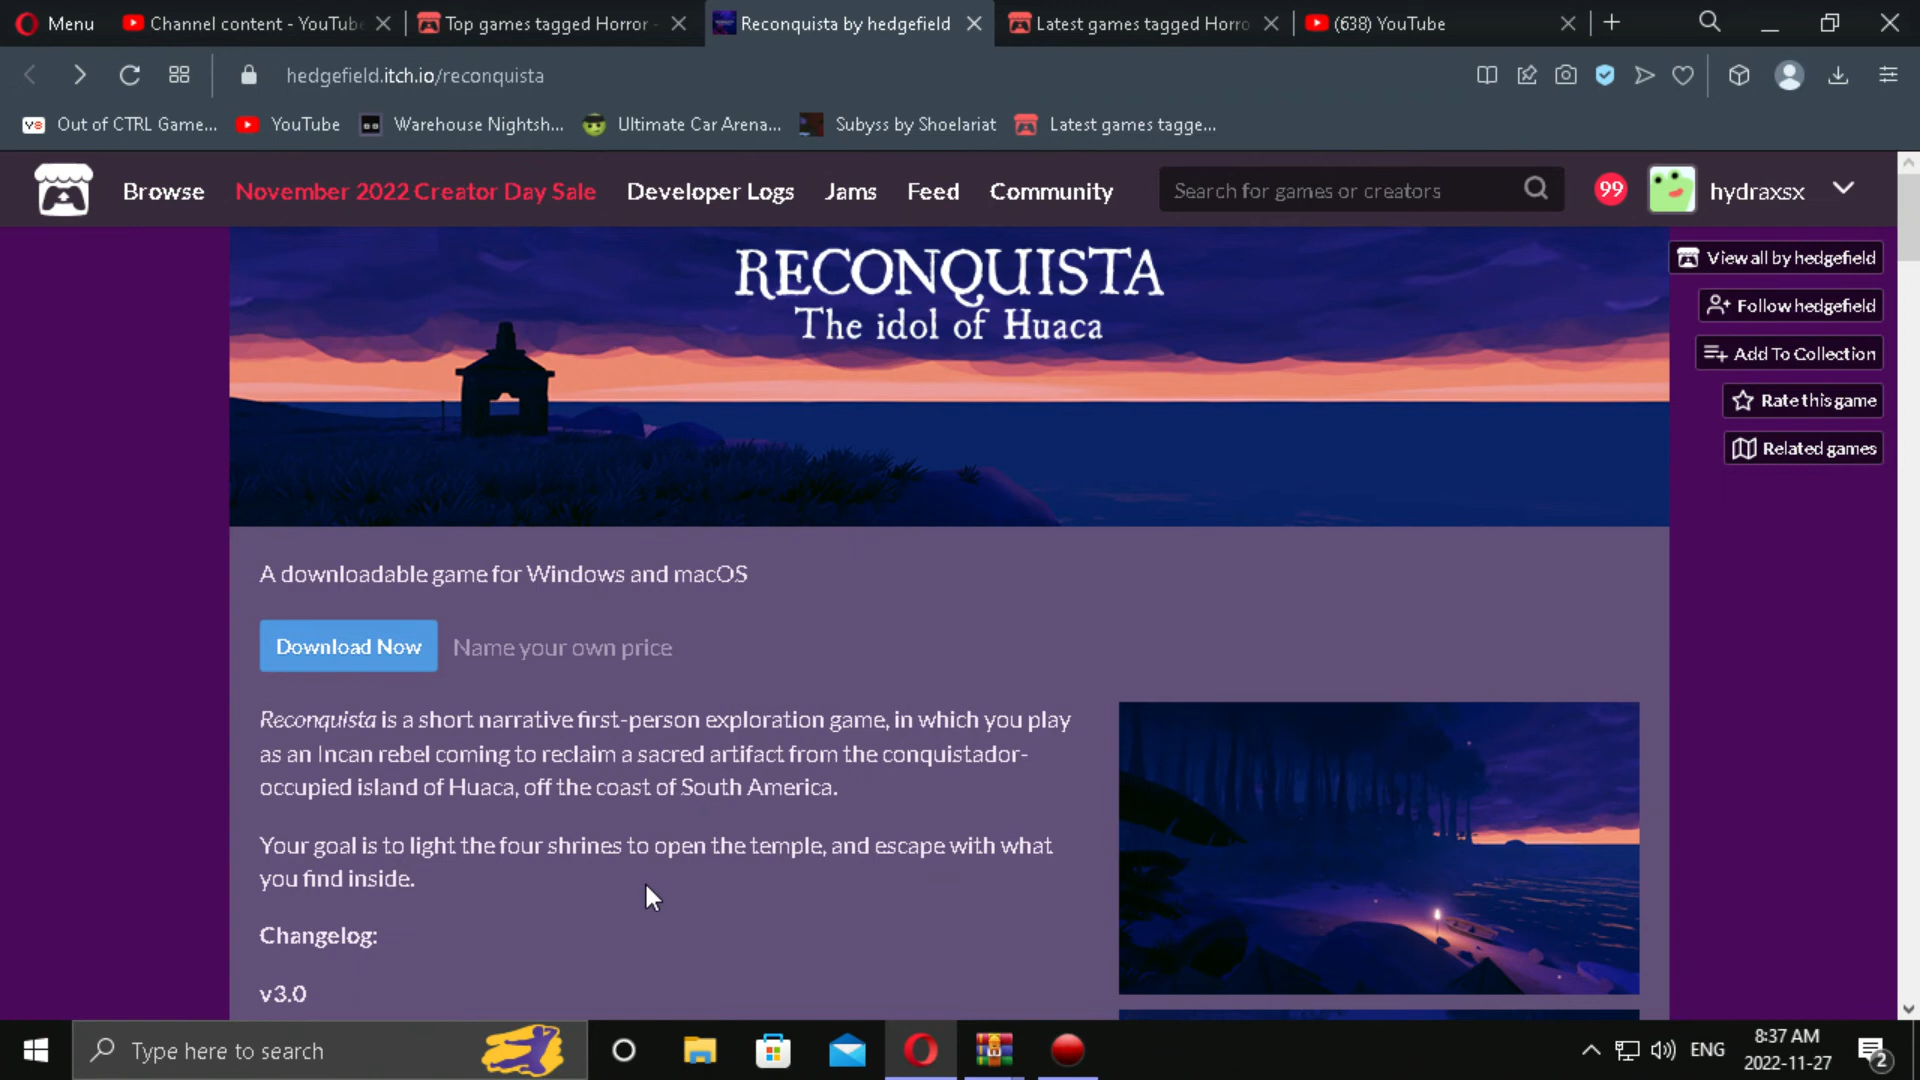 Menu
Channel content - YouTube
Top games tagged Horror -
Reconquista by hedgefield
Latest games tagged Horro
(638) YouTube
hedgefield.itch.io/reconquista
Out of CTRL Game...
YouTube
Warehouse Nightsh...
Ultimate Car Arena...
Subyss by Shoelariat
Latest games tagge...
Browse
November 2022 Creator Day Sale
Developer Logs
Jams
Feed
Community
Search for games or creators
99
hydraxsx
RECONQUISTA
The idol of Huaca
View all by hedgefield
Follow hedgefield
Add To Collection
Rate this game
Related games
A downloadable game for Windows and macOS
Download Now
Name your own price
Reconquista is a short narrative first-person exploration game, in which you play
as an Incan rebel coming to reclaim a sacred artifact from the conquistador-
occupied island of Huaca, off the coast of South America.
Your goal is to light the four shrines to open the temple, and escape with what
you find inside.
Changelog:
v3.0
Type here to search
ENG
8:37 AM
2022-11-27
2